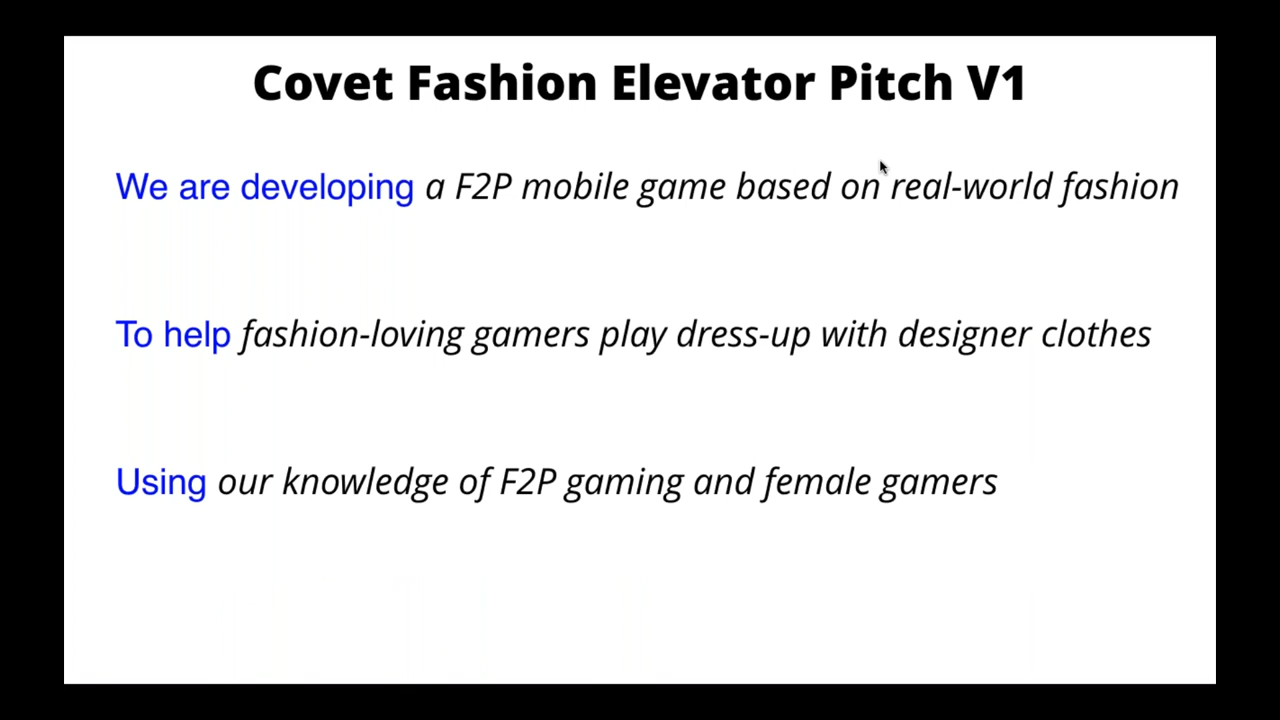 Covet Fashion Elevator Pitch V1
We are developing a F2P mobile game based on real-world fashion
To help fashion-loving gamers play dress-up with designer clothes
Using our knowledge of F2P gaming and female gamers